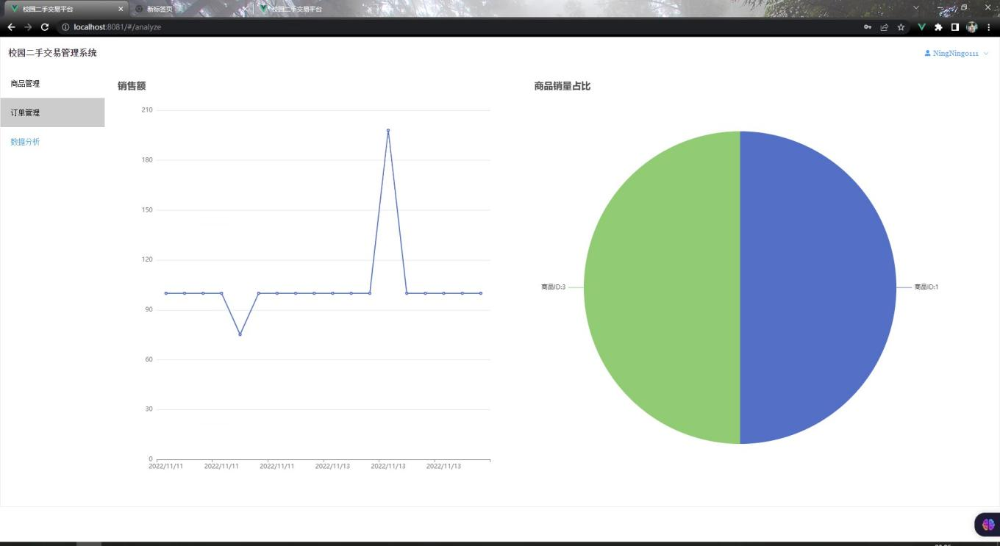 校园二手交易平台
新标签页
校园二手交易平台
localhost:8081/#/analyze
校园二手交易管理系统
NingNing0111
商品管理
订单管理
数据分析
销售额
210
180
150
120
90
60
30
0
2022/11/11
2022/11/11
2022/11/11
2022/11/13
2022/11/13
2022/11/13
商品销量占比
商品ID:3
商品ID:1